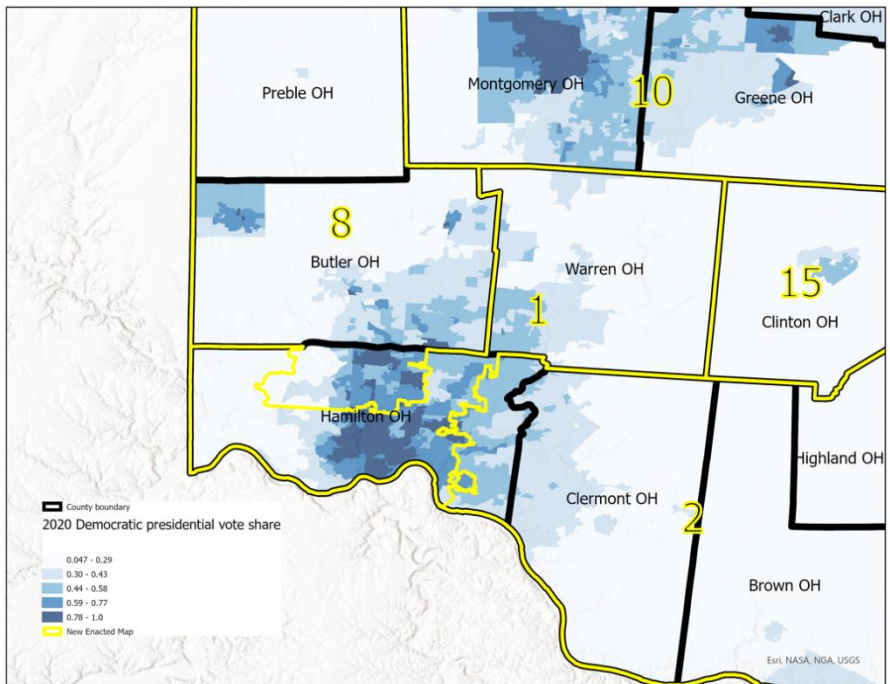 Clark OH
Preble OH
Montgomery OH
10
Greene OH
8
Butler OH
Warren OH
1
15
Clinton OH
Hamilton OH
Highland OH
Clermont OH
2
Brown OH
County boundary
2020 Democratic presidential vote share
0.047 - 0.29
0.30 - 0.43
0.44 - 0.58
0.59 - 0.77
0.78 - 1.0
New Enacted Map
Esri, NASA, NGA, USGS